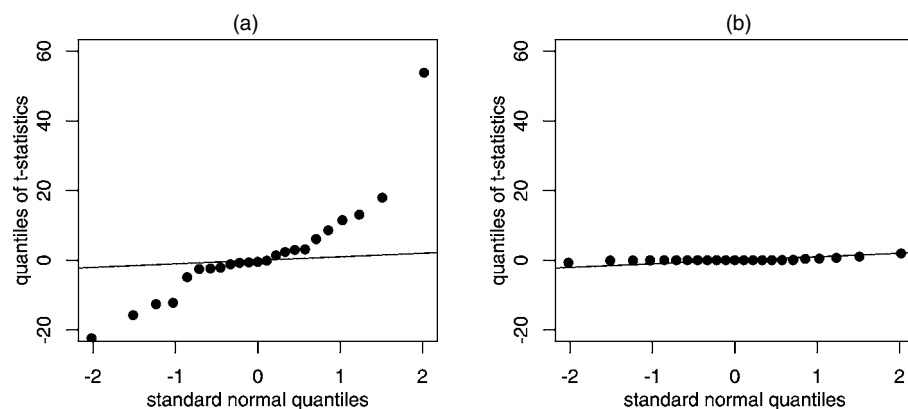 (a)
quantiles of t-statistics
60
40
20
0
-20
-2 -1 0 1 2
standard normal quantiles
(b)
quantiles of t-statistics
60
40
20
0
-20
-2 -1 0 1 2
standard normal quantiles